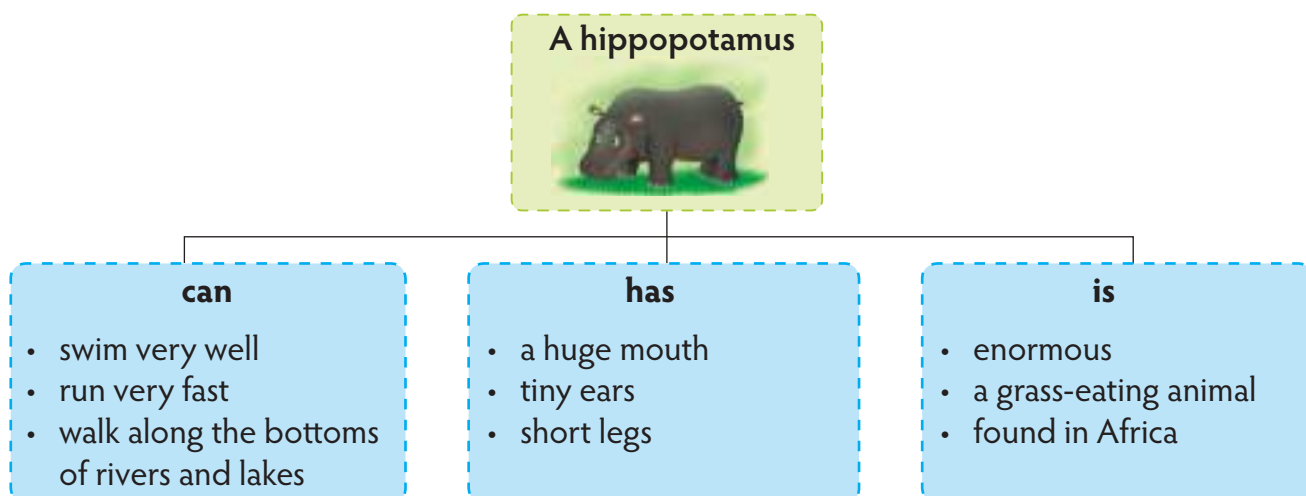 A hippopotamus
can
• swim very well
• run very fast
• walk along the bottoms
of rivers and lakes
has
• a huge mouth
• tiny ears
• short legs
is
• enormous
• a grass-eating animal
• found in Africa